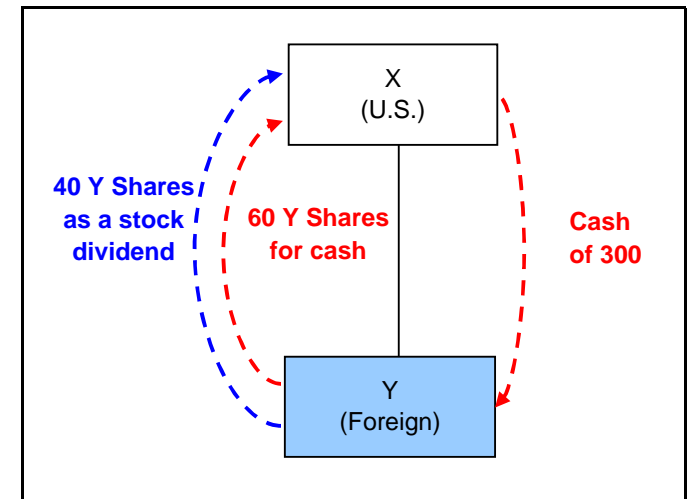 X
(U.S.)
40 Y Shares
as a stock
dividend
60 Y Shares
for cash
Cash
of 300
Y
(Foreign)